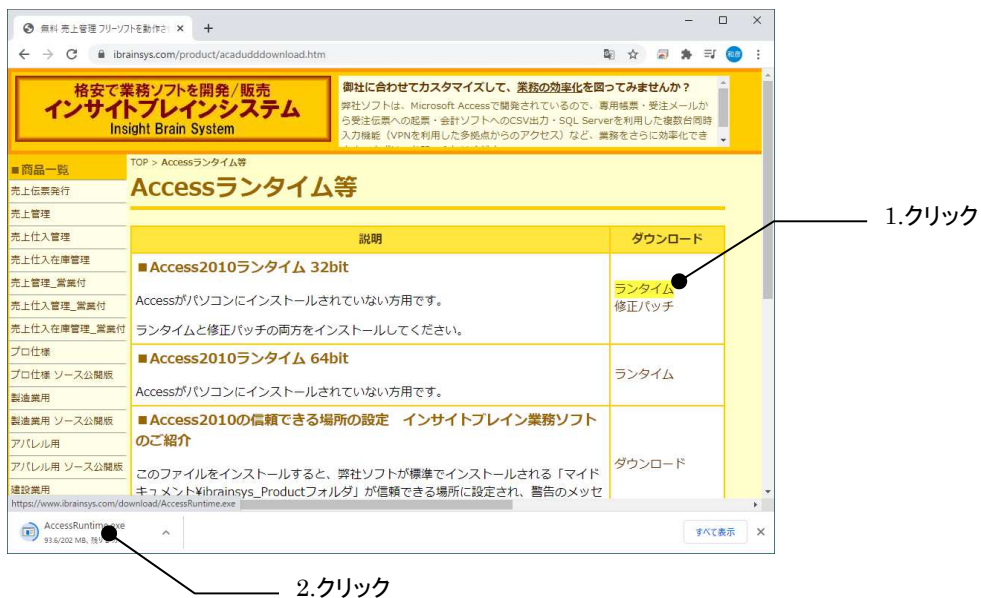 無料 売上管理 フリーソフトを動作さ
ibrainsys.com/product/acadudddownload.htm
和彦
格安で業務ソフトを開発/販売
インサイトブレインシステム
Insight Brain System
御社に合わせてカスタマイズして、業務の効率化を図ってみませんか？
弊社ソフトは、Microsoft Accessで開発されているので、専用帳票・受注メールか
ら受注伝票への起票・会計ソフトへのCSV出力・SQL Serverを利用した複数台同時
入力機能（VPNを利用した多拠点からのアクセス）など、業務をさらに効率化でき
■商品一覧
売上伝票発行
売上管理
売上仕入管理
売上仕入在庫管理
売上管理_営業付
売上仕入管理_営業付
売上仕入在庫管理_営業付
プロ仕様
プロ仕様 ソース公開版
製造業用
製造業用 ソース公開版
アパレル用
アパレル用 ソース公開版
建設業用
TOP > Accessランタイム等
Accessランタイム等
説明
ダウンロード
■Access2010ランタイム 32bit
Accessがパソコンにインストールされていない方用です。
ランタイムと修正パッチの両方をインストールしてください。
ランタイム
修正パッチ
■Access2010ランタイム 64bit
Accessがパソコンにインストールされていない方用です。
ランタイム
■Access2010の信頼できる場所の設定　インサイトブレイン業務ソフト
のご紹介
このファイルをインストールすると、弊社ソフトが標準でインストールされる「マイド
キュメント¥ibrainsys_Productフォルダ」が信頼できる場所に設定され、警告のメッセ
ダウンロード
https://www.ibrainsys.com/download/AccessRuntime.exe
AccessRuntime.exe
93.6/202 MB, 残り
すべて表示
1.クリック
2.クリック